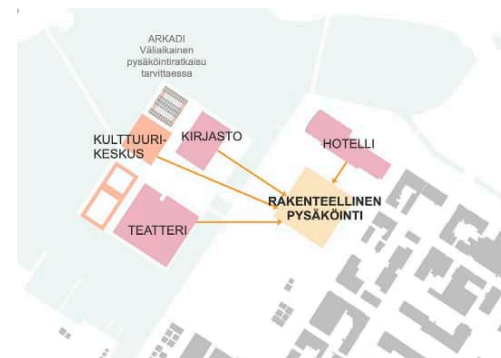 ARKADI
Väliaikainen
pysäköintiratkaisu
tarvittaessa
KULTTUURI-
KESKUS
KIRJASTO
HOTELLI
RAKENTEELLINEN
PYSÄKÖINTI
TEATTERI